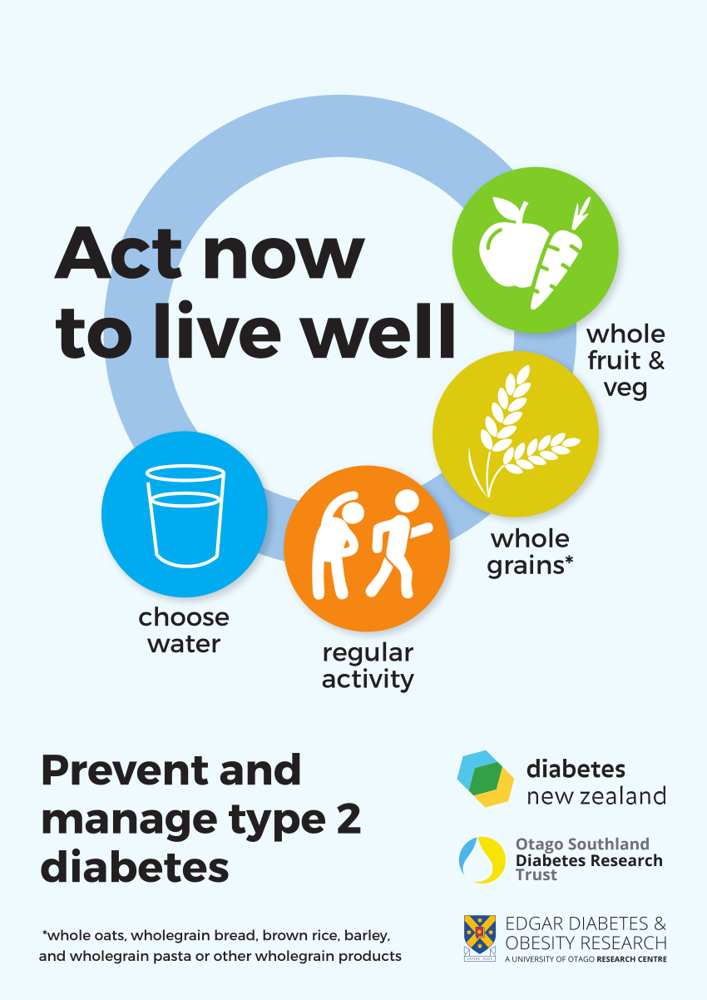 Act now
to live well
whole
fruit &
veg
whole
grains*
regular
activity
choose
water
Prevent and
manage type 2
diabetes
*whole oats, wholegrain bread, brown rice, barley,
and wholegrain pasta or other wholegrain products
diabetes
new zealand
Otago Southland
Diabetes Research
Trust
EDGAR DIABETES &
OBESITY RESEARCH
A UNIVERSITY OF OTAGO RESEARCH CENTRE
SAPERE AUDE